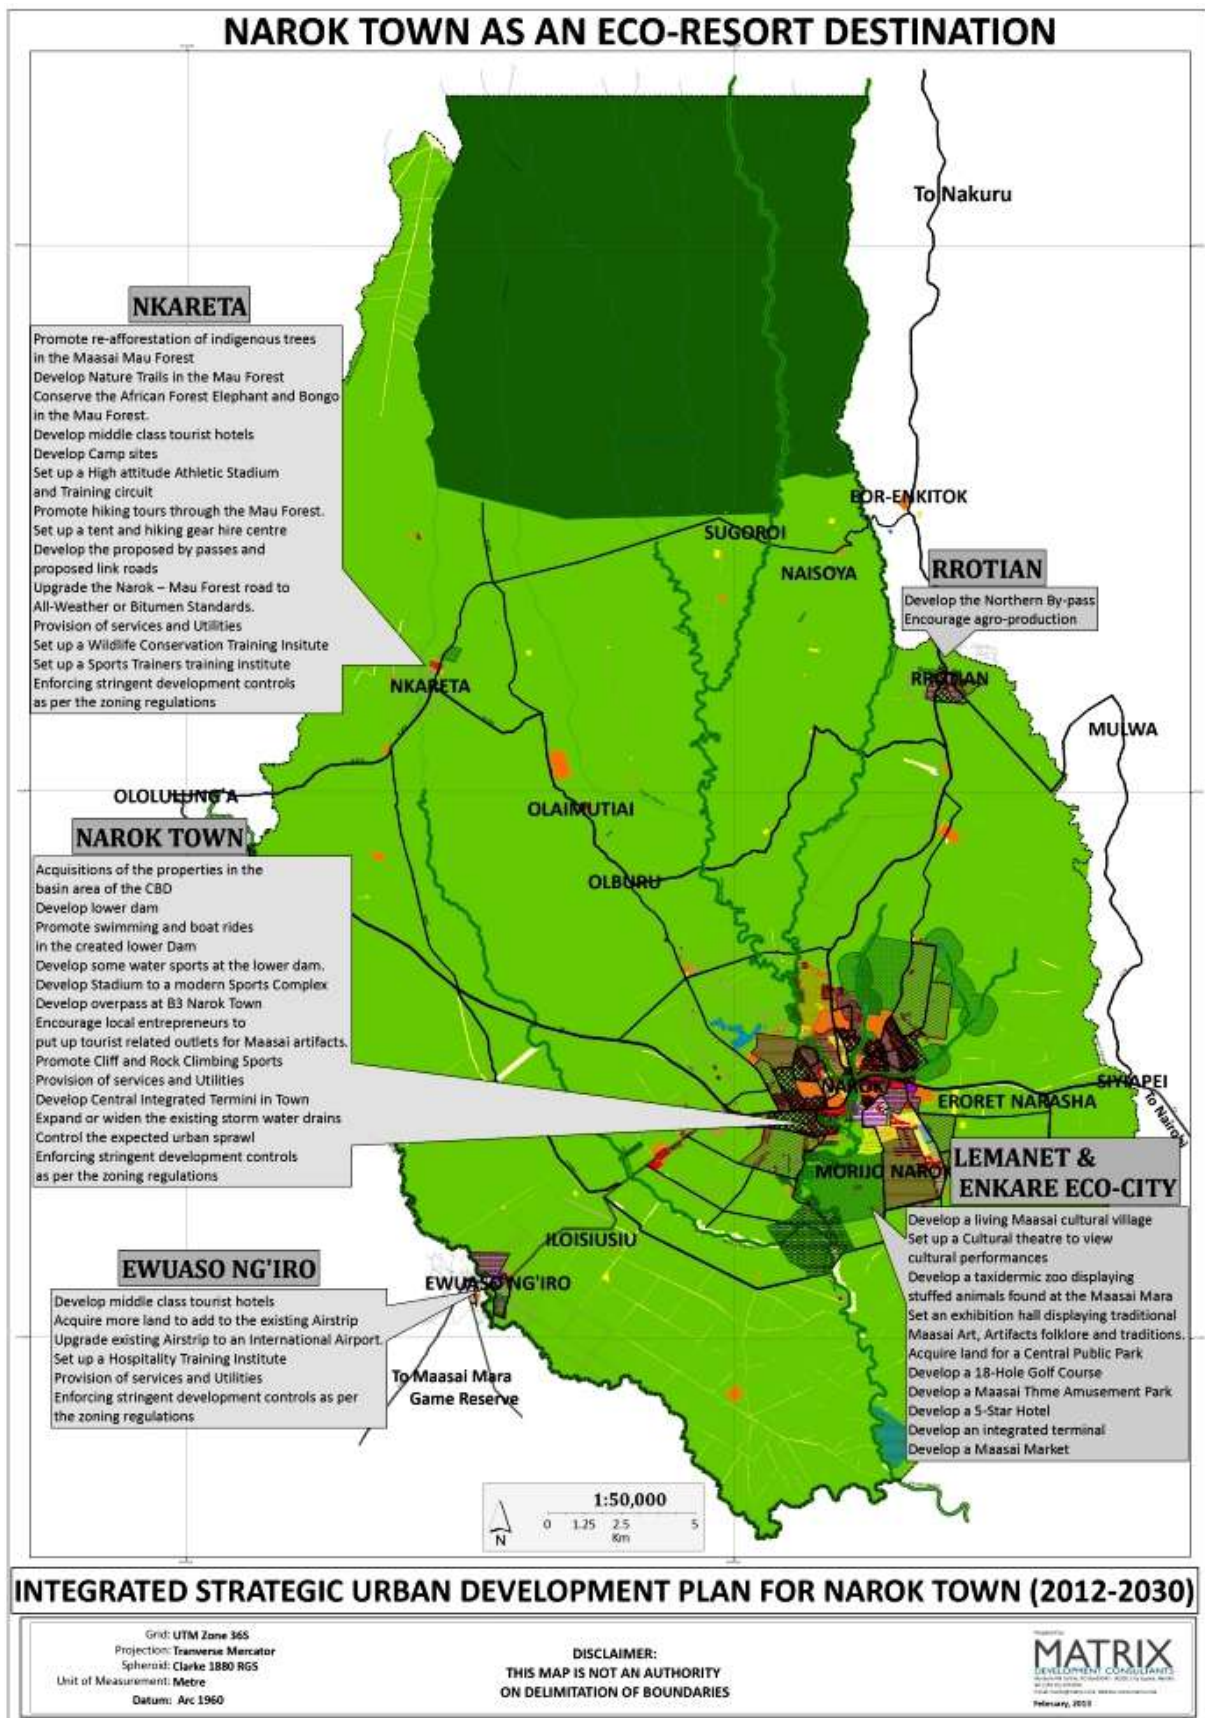 NAROK TOWN AS AN ECO-RESORT DESTINATION
To Nakuru
NKARETA
Promote re-afforestation of indigenous trees
in the Maasai Mau Forest
Develop Nature Trails in the Mau Forest
Conserve the African Forest Elephant and Bongo
in the Mau Forest.
Develop middle class tourist hotels
Develop Camp sites
Set up a High attitude Athletic Stadium
and Training circuit
Promote hiking tours through the Mau Forest.
Set up a tent and hiking gear hire centre
Develop the proposed by passes and
proposed link roads
Upgrade the Narok – Mau Forest road to
All-Weather or Bitumen Standards.
Provision of services and Utilities
Set up a Wildlife Conservation Training Insitute
Set up a Sports Trainers training institute
Enforcing stringent development controls
as per the zoning regulations
EOR-ENKITOK
SUGOROI
NAISOYA
RROTIAN
Develop the Northern By-pass
Encourage agro-production
NKARETA
RROTIAN
MULWA
OLOLULUNG'A
OLAIMUTIAI
OLBURU
NAROK TOWN
Acquisitions of the properties in the
basin area of the CBD
Develop lower dam
Promote swimming and boat rides
in the created lower Dam
Develop some water sports at the lower dam.
Develop Stadium to a modern Sports Complex
Develop overpass at B3 Narok Town
Encourage local entrepreneurs to
put up tourist related outlets for Maasai artifacts.
Promote Cliff and Rock Climbing Sports
Provision of services and Utilities
Develop Central Integrated Termini in Town
Expand or widen the existing storm water drains
Control the expected urban sprawl
Enforcing stringent development controls
as per the zoning regulations
NAROK
SIYIAPEI
ERORET NARASHA
To Nairobi
MORIJO NAROK
LEMANET &
ENKARE ECO-CITY
Develop a living Maasai cultural village
Set up a Cultural theatre to view
cultural performances
Develop a taxidermic zoo displaying
stuffed animals found at the Maasai Mara
Set an exhibition hall displaying traditional
Maasai Art, Artifacts folklore and traditions.
Acquire land for a Central Public Park
Develop a 18-Hole Golf Course
Develop a Maasai Thme Amusement Park
Develop a 5-Star Hotel
Develop an integrated terminal
Develop a Maasai Market
ILOISIUSIU
EWUASO NG'IRO
EWUASO NG'IRO
Develop middle class tourist hotels
Acquire more land to add to the existing Airstrip
Upgrade existing Airstrip to an International Airport.
Set up a Hospitality Training Institute
Provision of services and Utilities
Enforcing stringent development controls as per
the zoning regulations
To Maasai Mara
Game Reserve
1:50,000
0 1.25 2.5 5
Km
N
INTEGRATED STRATEGIC URBAN DEVELOPMENT PLAN FOR NAROK TOWN (2012-2030)
Grid: UTM Zone 36S
Projection: Tranverse Mercator
Spheroid: Clarke 1880 RGS
Unit of Measurement: Metre
Datum: Arc 1960
DISCLAIMER:
THIS MAP IS NOT AN AUTHORITY
ON DELIMITATION OF BOUNDARIES
MATRIX
DEVELOPMENT CONSULTANTS
February, 2013